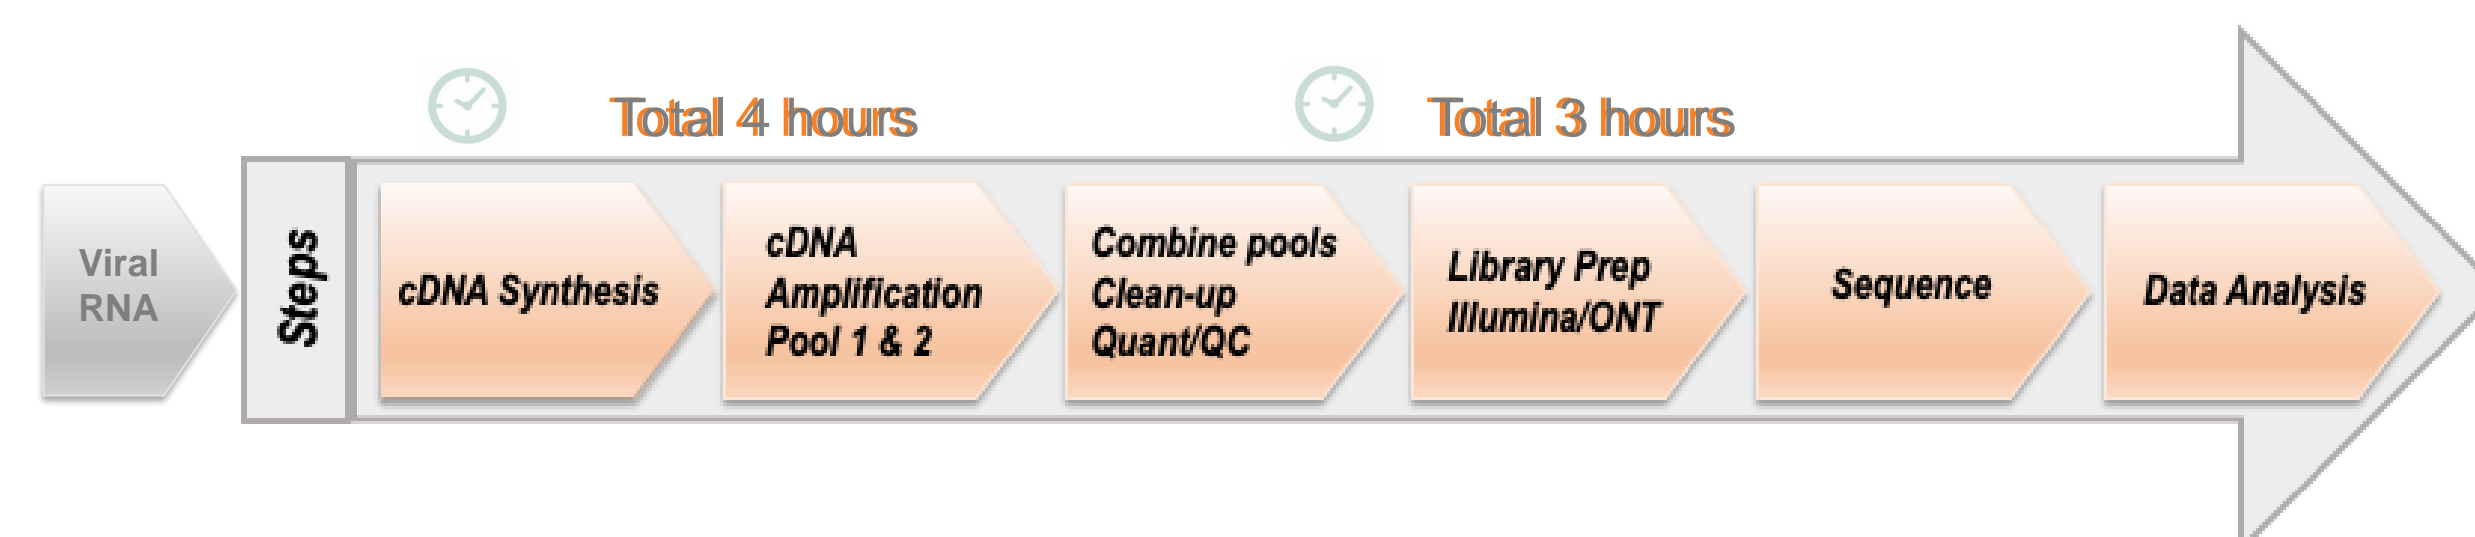 Total 4 hours
Total 3 hours
Viral
RNA
Steps
cDNA Synthesis
cDNA
Amplification
Pool 1 & 2
Combine pools
Clean-up
Quant/QC
Library Prep
Illumina/ONT
Sequence
Data Analysis